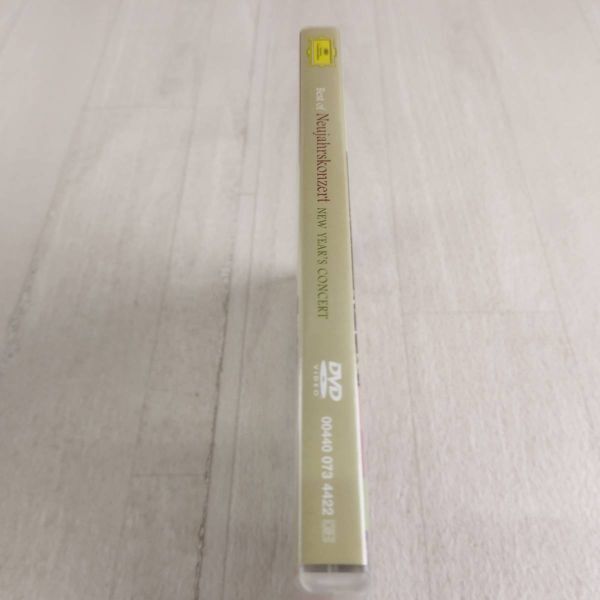 Best of Neujahrskonzert NEW YEAR'S CONCERT
DVD
VIDEO
00440 073 4422